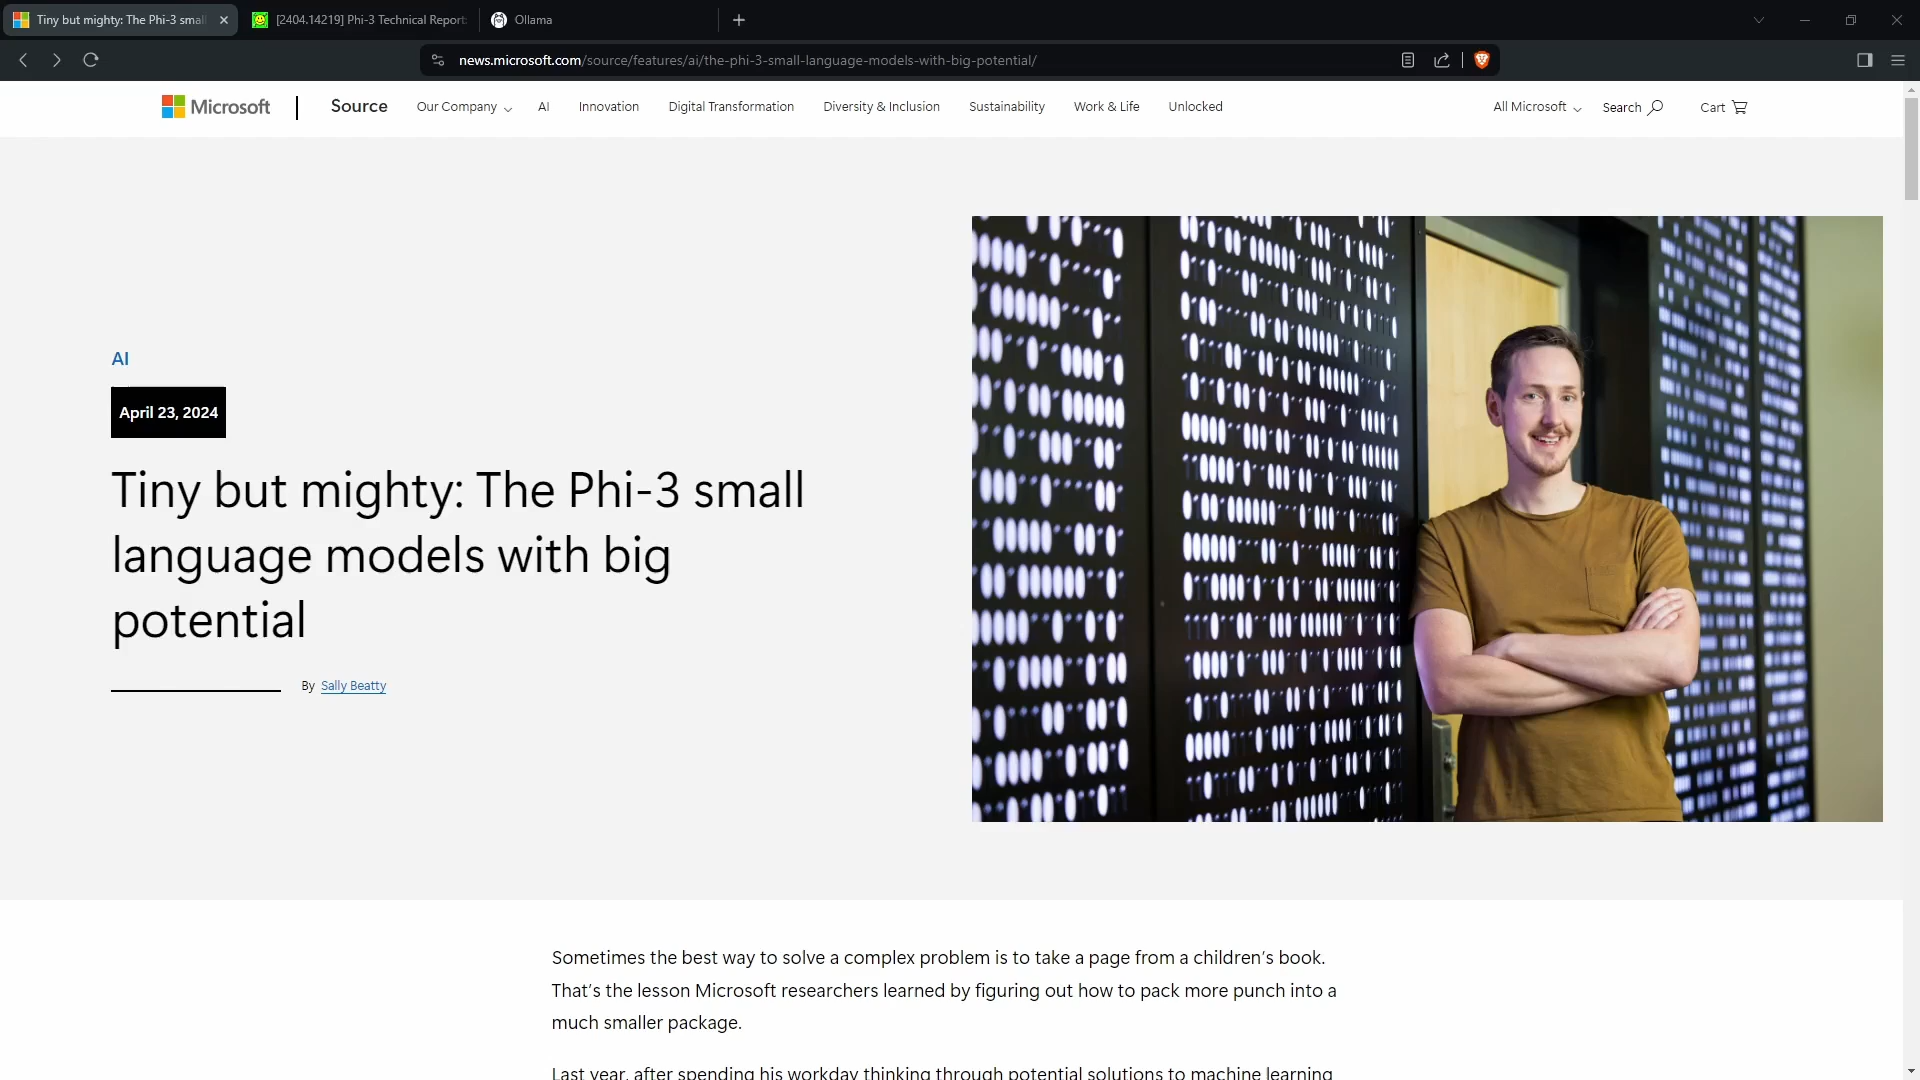 Tiny but mighty: The Phi-3 smal
[2404.14219] Phi-3 Technical Report:
Ollama
news.microsoft.com/source/features/ai/the-phi-3-small-language-models-with-big-potential/
Microsoft
Source
Our Company
AI
Innovation
Digital Transformation
Diversity & Inclusion
Sustainability
Work & Life
Unlocked
All Microsoft
Search
Cart
AI
April 23, 2024
Tiny but mighty: The Phi-3 small
language models with big
potential
By Sally Beatty
Sometimes the best way to solve a complex problem is to take a page from a children’s book.
That’s the lesson Microsoft researchers learned by figuring out how to pack more punch into a
much smaller package.
Last year, after spending his workday thinking through potential solutions to machine learning